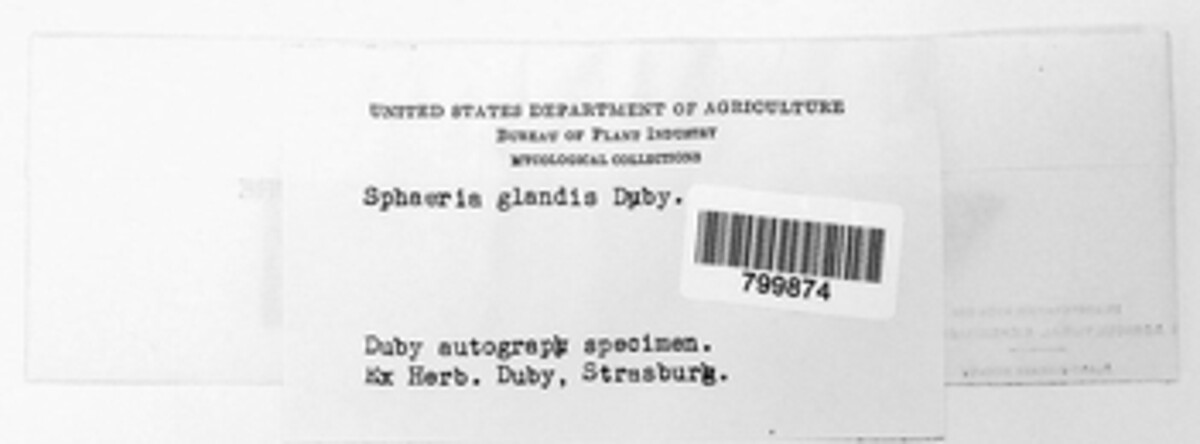 UNITED STATES DEPARTMENT OF AGRICULTURE
BUREAU OF PLANT INDUSTRY
MYCOLOGICAL COLLECTIONS
Sphaeria glandis Duby.
799874
Duby autograph specimen.
Ex Herb. Duby, Strasburg.